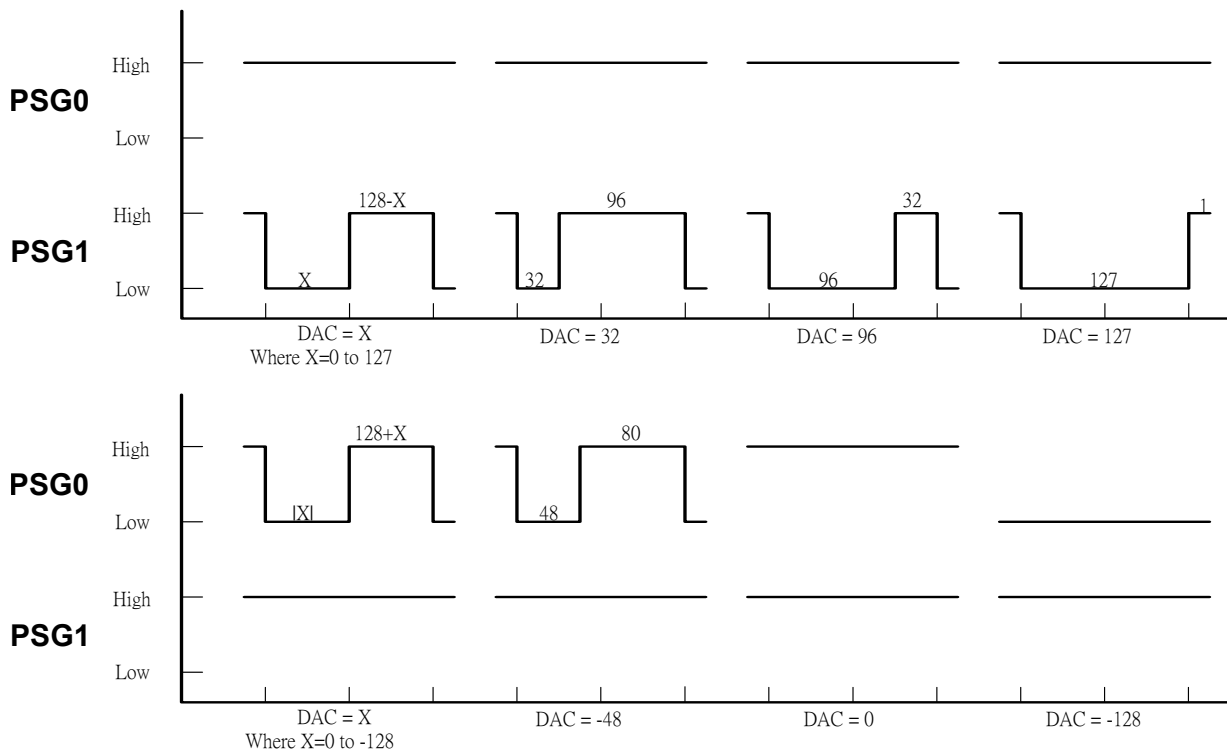 High
PSG0
Low
High
128-X
96
32
1
PSG1
X
32
96
127
Low
DAC = X
Where X=0 to 127
DAC = 32
DAC = 96
DAC = 127
High
128+X
80
PSG0
|X|
48
Low
High
PSG1
Low
DAC = X
Where X=0 to -128
DAC = -48
DAC = 0
DAC = -128